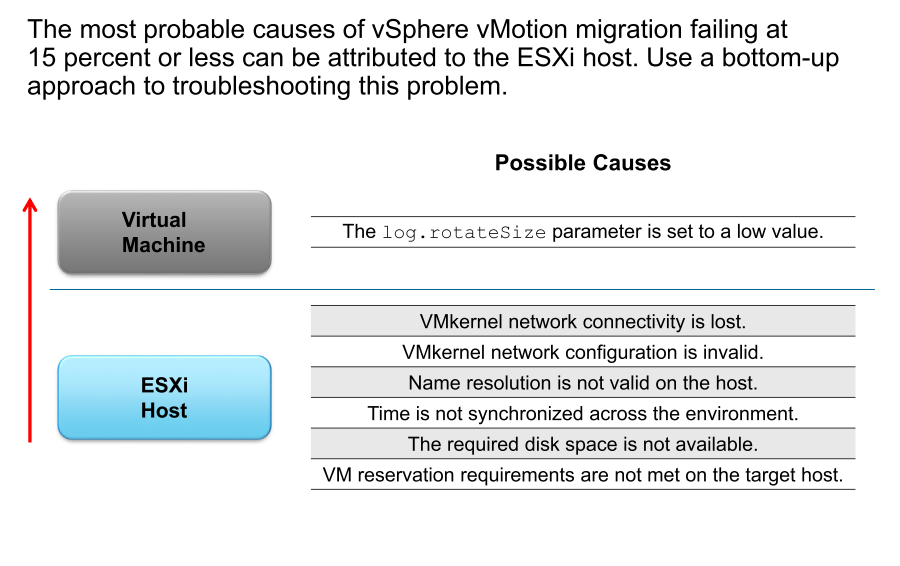 The most probable causes of vSphere vMotion migration failing at
15 percent or less can be attributed to the ESXi host. Use a bottom-up
approach to troubleshooting this problem.
Possible Causes
Virtual
Machine
The log.rotateSize parameter is set to a low value.
VMkernel network connectivity is lost.
VMkernel network configuration is invalid.
Name resolution is not valid on the host.
ESXi
Host
Time is not synchronized across the environment.
The required disk space is not available.
VM reservation requirements are not met on the target host.